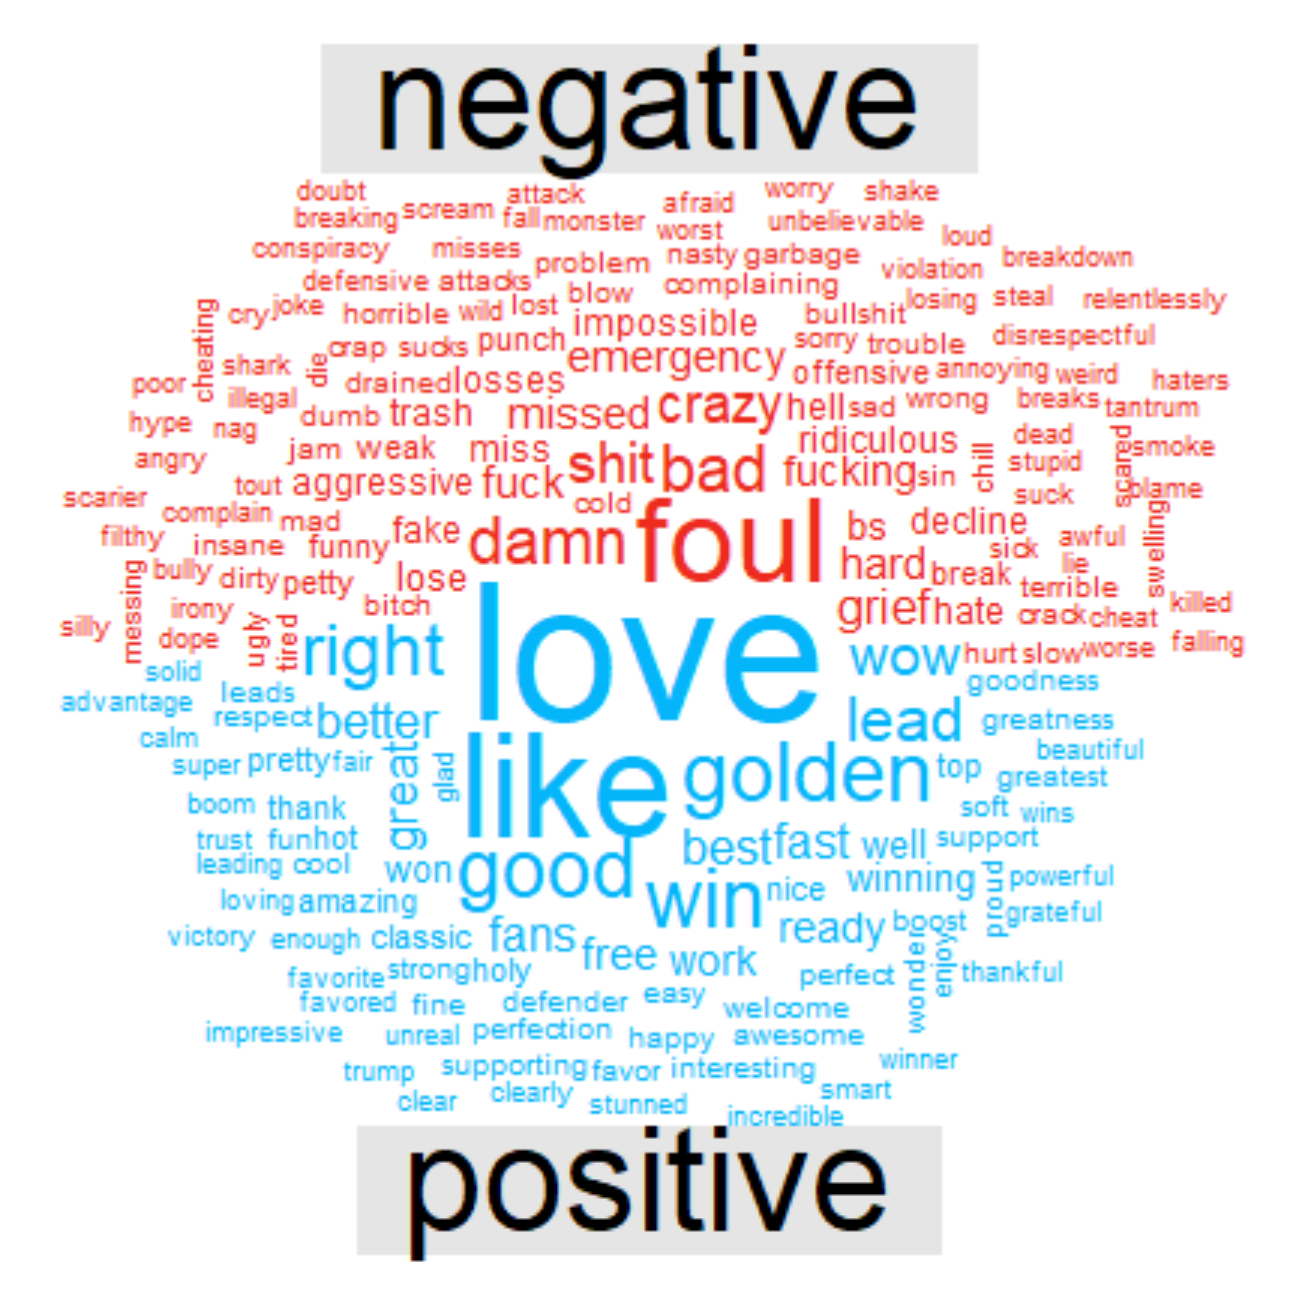 negative
doubt attack worry shake
breaking scream fall monster afraid worst unbelievable
conspiracy misses problem nasty garbage loud breakdown
defensive attacks blow complaining violation
cheating cry joke horrible wild lost impossible bullshit losing steal relentlessly
shark die crap sucks punch emergency sorry trouble disrespectful
poor illegal drained losses offensive annoying weird haters
hype nag dumb trash missed crazy hell sad wrong breaks tantrum
angry jam weak miss shit bad ridiculous chill dead scared smoke
scarier tout aggressive fuck cold fucking sin stupid suck blame
filthy complain mad fake damn foul bs decline awful swelling
insane funny hard sick lie
messing bully dirty petty lose break terrible
silly irony bitch grief hate crack cheat killed
dope ugly tired love hurt slow worse falling
solid right wow goodness
advantage leads respect better lead greatness
calm great like golden beautiful
super pretty fair glad top greatest
boom thank soft wins
trust fun hot best fast well support
leading cool won good winning proud powerful
loving amazing win nice boost grateful
victory enough classic fans ready
favorite strong holy free work perfect wonder enjoy thankful
favored fine defender easy welcome
impressive unreal perfection happy awesome
trump supporting favor interesting winner
clear clearly stunned smart
incredible
positive